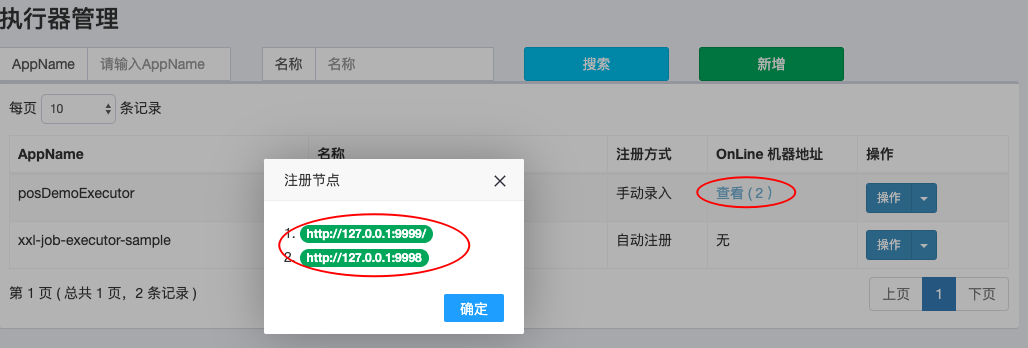 执行器管理
AppName 请输入AppName 名称 名称 搜索 新增
每页 10 条记录
AppName 名称 注册方式 OnLine 机器地址 操作
posDemoExecutor 手动录入 查看 ( 2 ) 操作
xxl-job-executor-sample 自动注册 无 操作
第 1 页 ( 总共 1 页，2 条记录 ) 上页 1 下页
注册节点
1. http://127.0.0.1:9999/
2. http://127.0.0.1:9998
确定